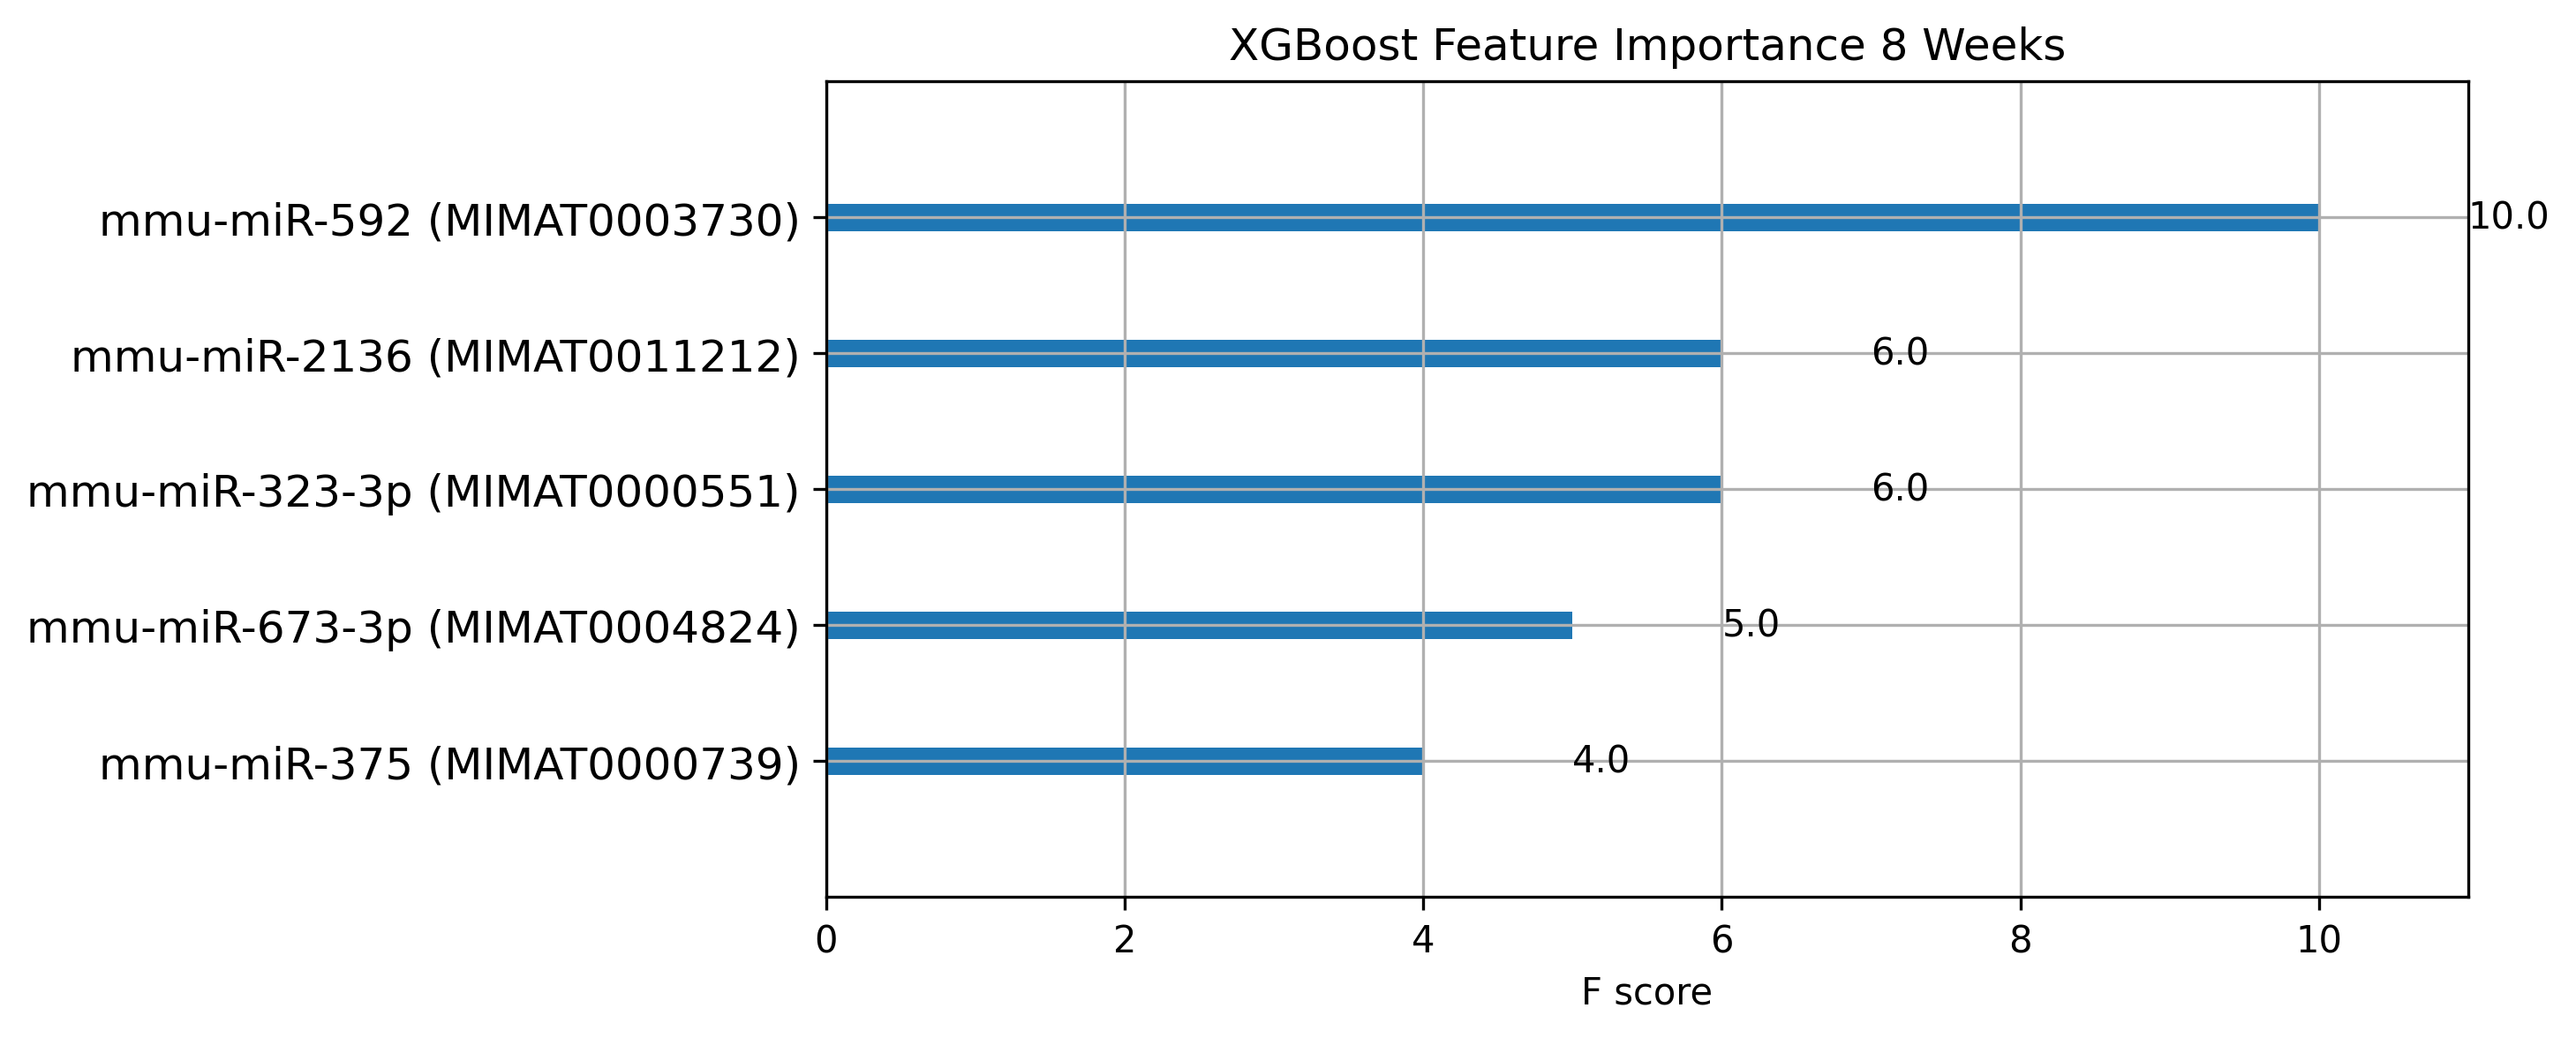 XGBoost Feature Importance 8 Weeks
mmu-miR-592 (MIMAT0003730)
10.0
mmu-miR-2136 (MIMAT0011212)
6.0
mmu-miR-323-3p (MIMAT0000551)
6.0
mmu-miR-673-3p (MIMAT0004824)
5.0
mmu-miR-375 (MIMAT0000739)
4.0
0 2 4 6 8 10
F score